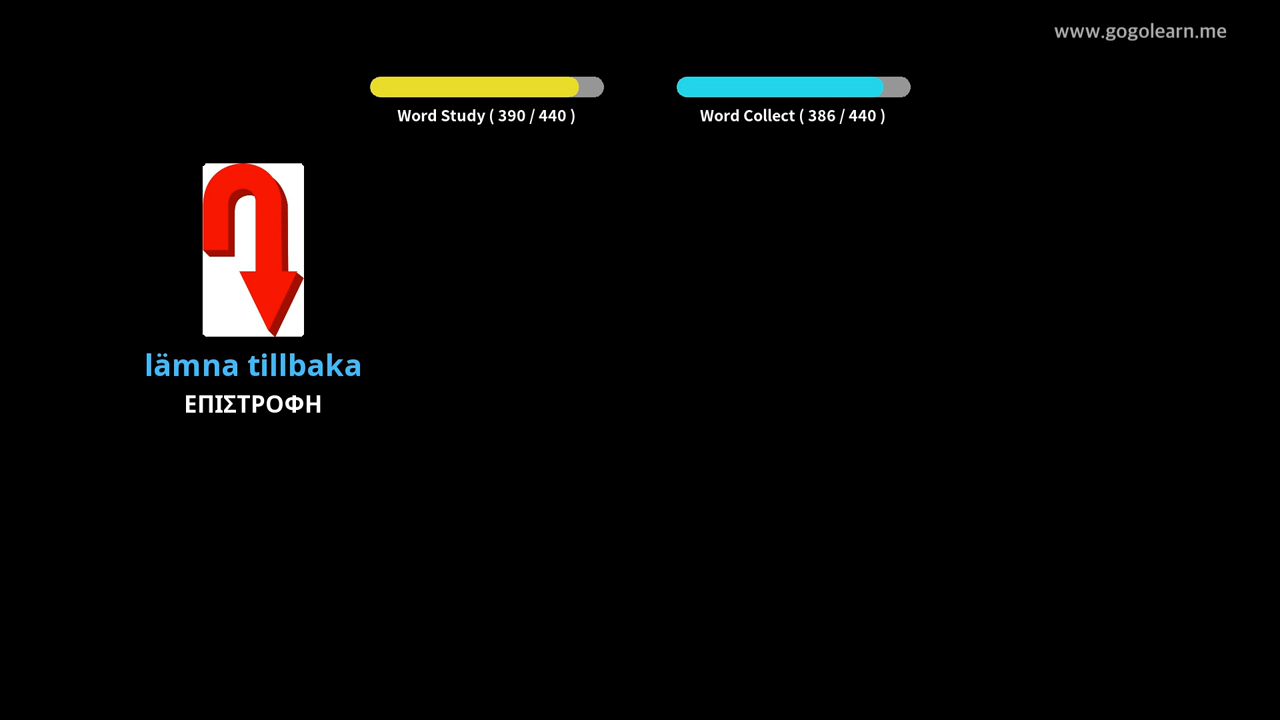 www.gogolearn.me
Word Study ( 390 / 440 )
Word Collect ( 386 / 440 )
lämna tillbaka
ΕΠΙΣΤΡΟΦΗ